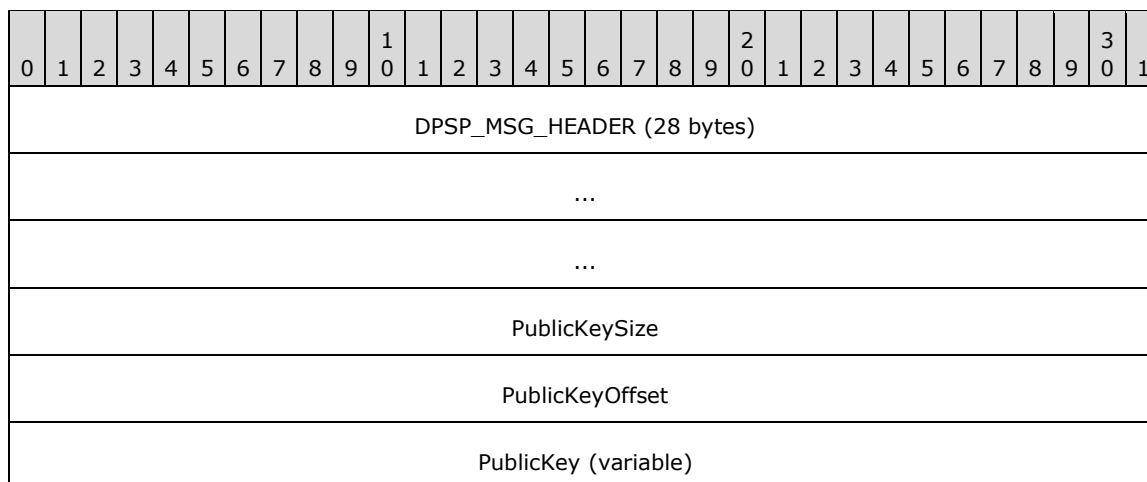 1 2 3
0 1 2 3 4 5 6 7 8 9 0 1 2 3 4 5 6 7 8 9 0 1 2 3 4 5 6 7 8 9 0 1
DPSP_MSG_HEADER (28 bytes)
...
...
PublicKeySize
PublicKeyOffset
PublicKey (variable)